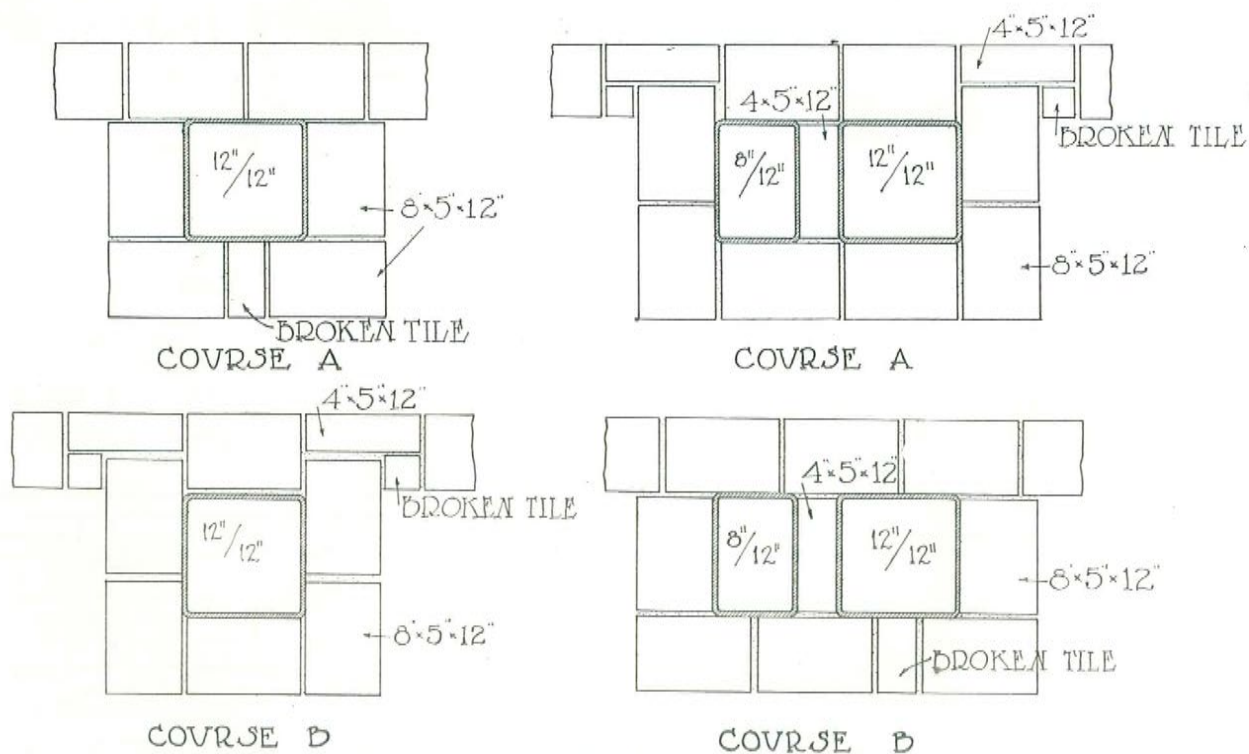 12"/12"
8"×5"×12"
BROKEN TILE
COVRSE A
4"×5"×12"
4×5"×12"
BROKEN TILE
8"/12"
12"/12"
8"×5"×12"
COVRSE A
4"×5"×12"
BROKEN TILE
12"/12"
8"×5"×12"
COVRSE B
4"×5"×12"
8"/12"
12"/12"
8"×5"×12"
BROKEN TILE
COVRSE B